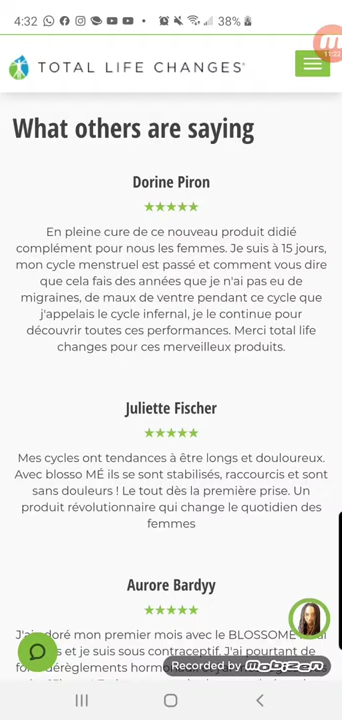 4:32
38%
11:22
TOTAL LIFE CHANGES
What others are saying
Dorine Piron
★★★★★
En pleine cure de ce nouveau produit didié
complément pour nous les femmes. Je suis à 15 jours,
mon cycle menstruel est passé et comment vous dire
que cela fais des années que je n'ai pas eu de
migraines, de maux de ventre pendant ce cycle que
j'appelais le cycle infernal, je le continue pour
découvrir toutes ces performances. Merci total life
changes pour ces merveilleux produits.
Juliette Fischer
★★★★★
Mes cycles ont tendances à être longs et douloureux.
Avec blosso MÉ ils se sont stabilisés, raccourcis et sont
sans douleurs ! Le tout dès la première prise. Un
produit révolutionnaire qui change le quotidien des
femmes
Aurore Bardyy
★★★★★
adoré mon premier mois avec le
et je suis sous contraceptif. J'ai pourtant de
dérèglements
Recorded by mobizen